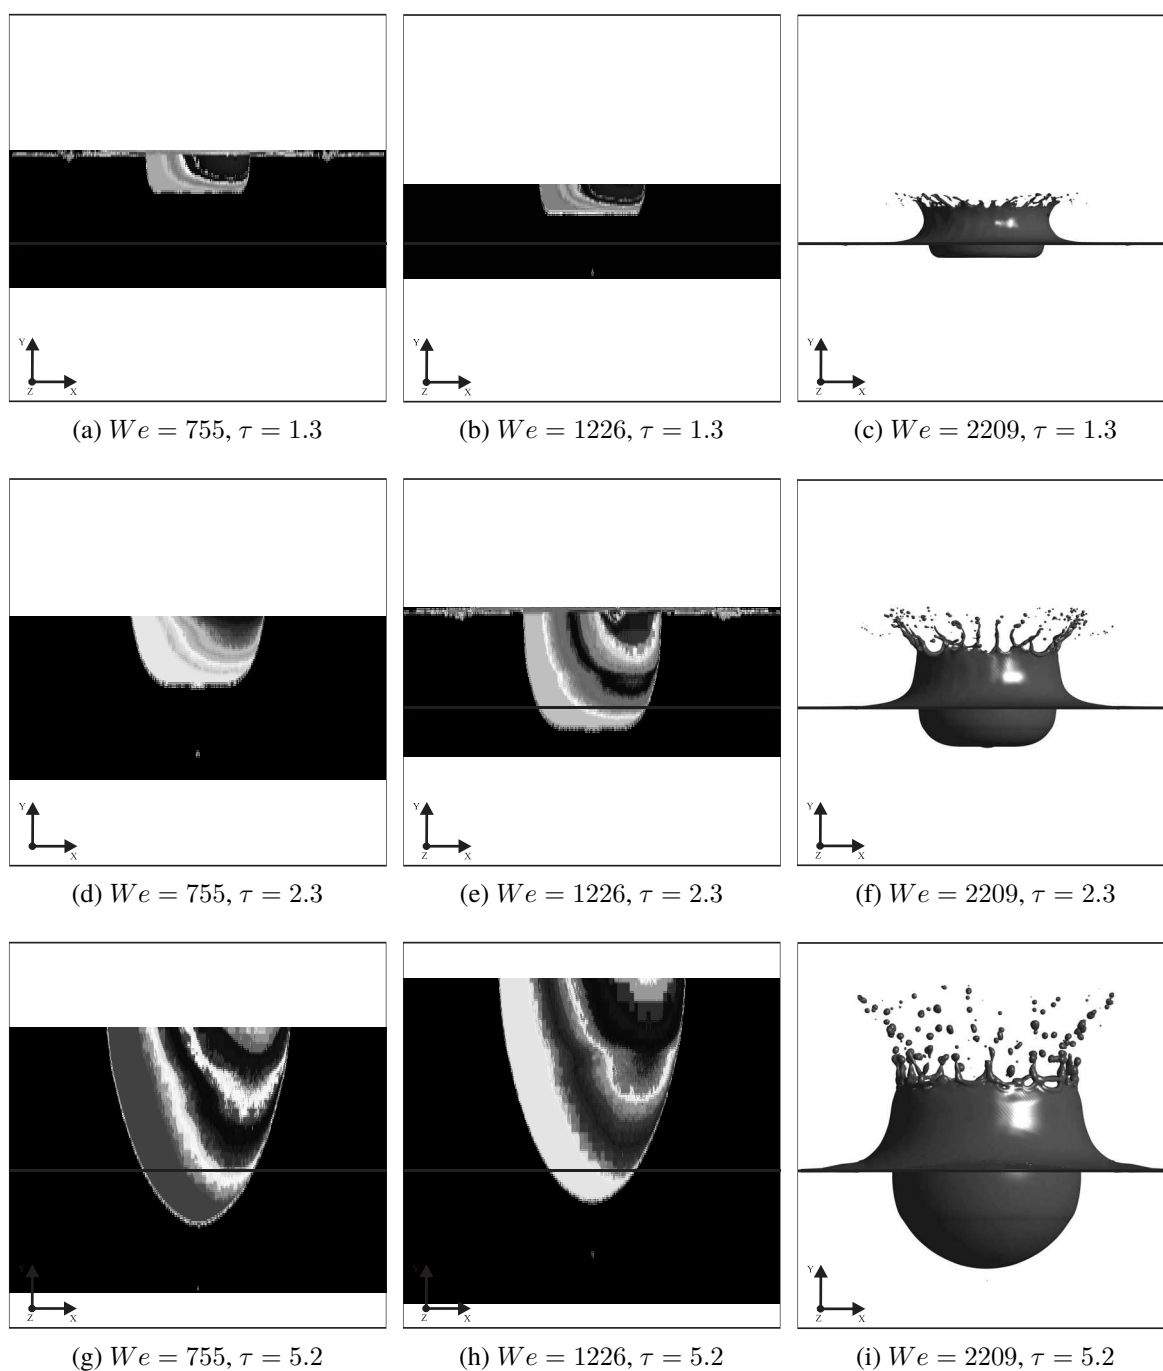 Y Y Y
Z X Z X Z X
(a) We = 755, τ = 1.3 (b) We = 1226, τ = 1.3 (c) We = 2209, τ = 1.3
Y Y Y
Z X Z X Z X
(d) We = 755, τ = 2.3 (e) We = 1226, τ = 2.3 (f) We = 2209, τ = 2.3
Y Y Y
Z X Z X Z X
(g) We = 755, τ = 5.2 (h) We = 1226, τ = 5.2 (i) We = 2209, τ = 5.2